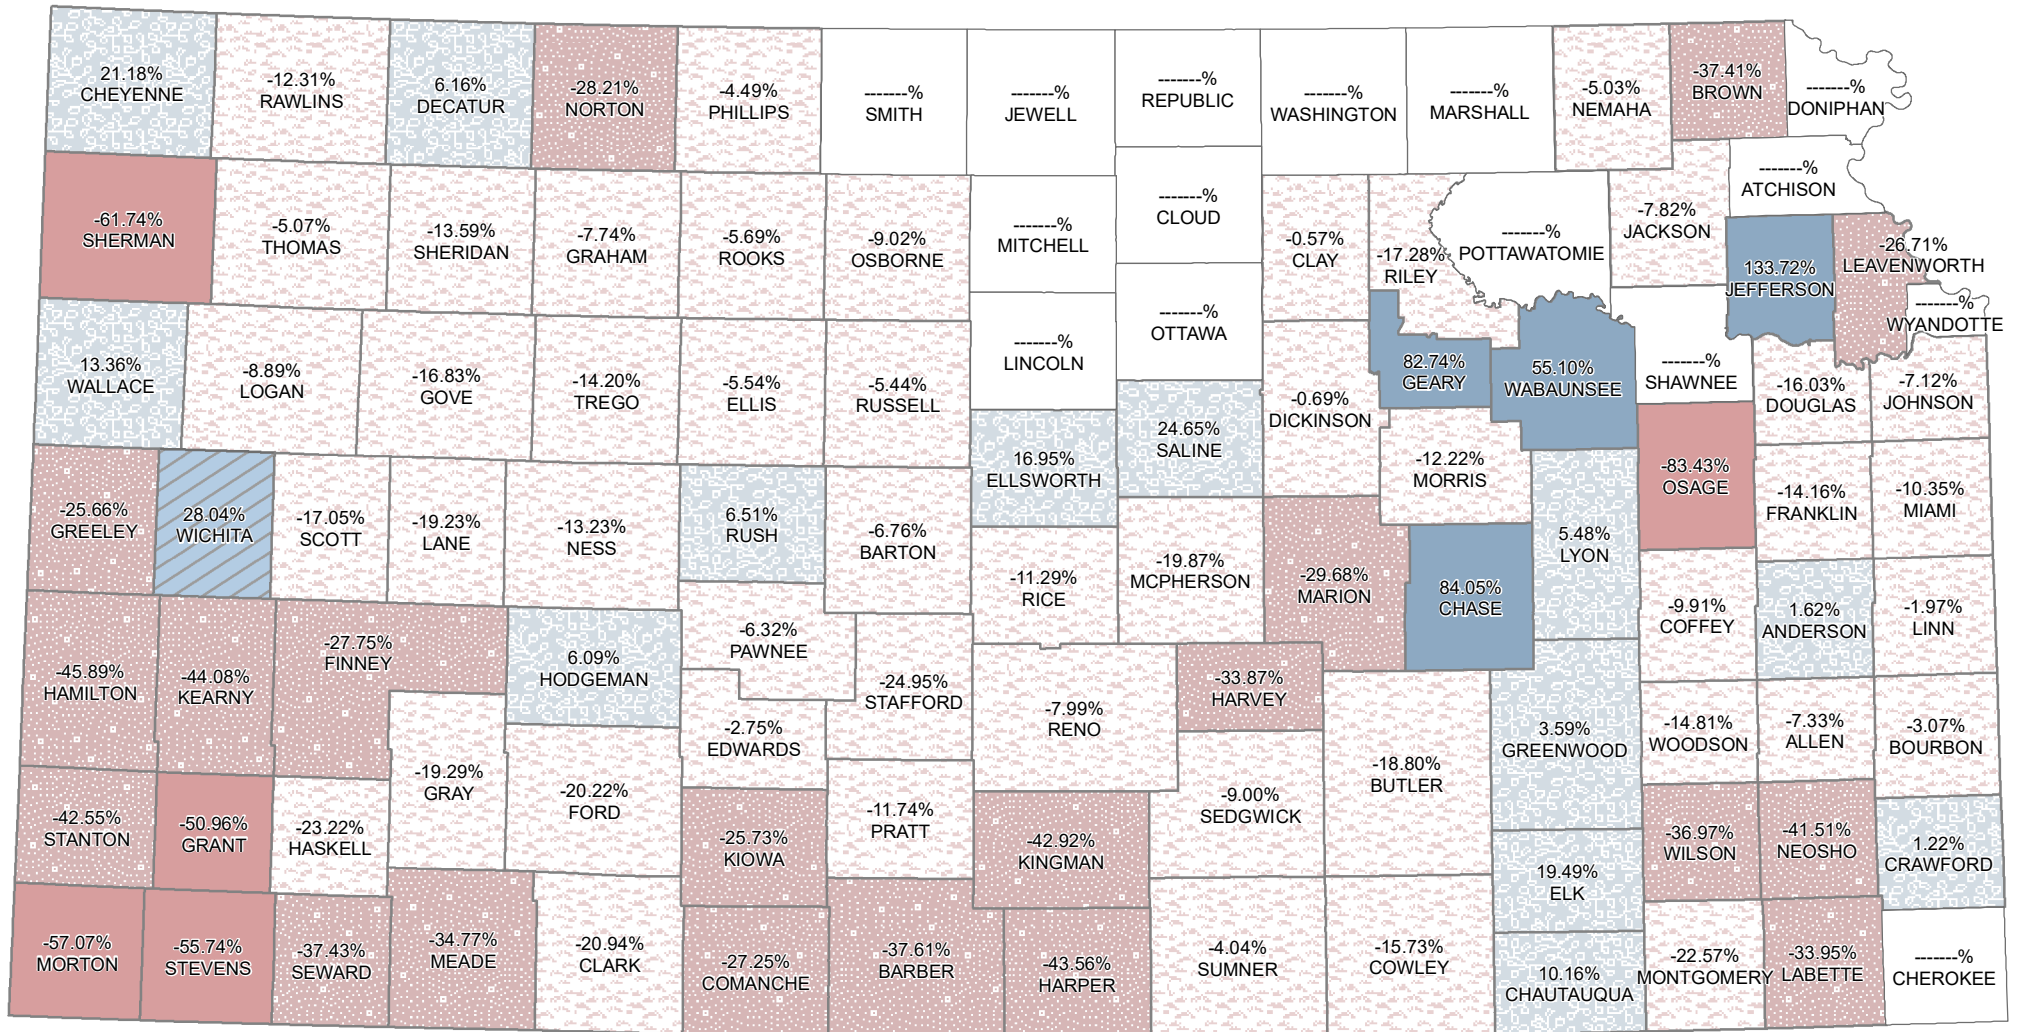 21.18%
CHEYENNE
-12.31%
RAWLINS
6.16%
DECATUR
-28.21%
NORTON
-4.49%
PHILLIPS
-------%
SMITH
-------%
JEWELL
-------%
REPUBLIC
-------%
WASHINGTON
-------%
MARSHALL
-5.03%
NEMAHA
-37.41%
BROWN
-------%
DONIPHAN
-------%
ATCHISON
-61.74%
SHERMAN
-5.07%
THOMAS
-13.59%
SHERIDAN
-7.74%
GRAHAM
-5.69%
ROOKS
-9.02%
OSBORNE
-------%
MITCHELL
-------%
CLOUD
-0.57%
CLAY
-17.28%
RILEY
-------%
POTTAWATOMIE
-7.82%
JACKSON
133.72%
JEFFERSON
-26.71%
LEAVENWORTH
-------%
WYANDOTTE
13.36%
WALLACE
-8.89%
LOGAN
-16.83%
GOVE
-14.20%
TREGO
-5.54%
ELLIS
-5.44%
RUSSELL
-------%
LINCOLN
-------%
OTTAWA
-0.69%
DICKINSON
82.74%
GEARY
55.10%
WABAUNSEE
-------%
SHAWNEE
-16.03%
DOUGLAS
-7.12%
JOHNSON
16.95%
ELLSWORTH
24.65%
SALINE
-12.22%
MORRIS
-83.43%
OSAGE
-14.16%
FRANKLIN
-10.35%
MIAMI
-25.66%
GREELEY
28.04%
WICHITA
-17.05%
SCOTT
-19.23%
LANE
-13.23%
NESS
6.51%
RUSH
-6.76%
BARTON
-11.29%
RICE
-19.87%
MCPHERSON
-29.68%
MARION
84.05%
CHASE
5.48%
LYON
-9.91%
COFFEY
1.62%
ANDERSON
-1.97%
LINN
-45.89%
HAMILTON
-44.08%
KEARNY
-27.75%
FINNEY
6.09%
HODGEMAN
-6.32%
PAWNEE
-24.95%
STAFFORD
-7.99%
RENO
-33.87%
HARVEY
-2.75%
EDWARDS
-18.80%
BUTLER
3.59%
GREENWOOD
-14.81%
WOODSON
-7.33%
ALLEN
-3.07%
BOURBON
-42.55%
STANTON
-50.96%
GRANT
-23.22%
HASKELL
-19.29%
GRAY
-20.22%
FORD
-25.73%
KIOWA
-11.74%
PRATT
-42.92%
KINGMAN
-9.00%
SEDGWICK
19.49%
ELK
-36.97%
WILSON
-41.51%
NEOSHO
1.22%
CRAWFORD
-57.07%
MORTON
-55.74%
STEVENS
-37.43%
SEWARD
-34.77%
MEADE
-20.94%
CLARK
-27.25%
COMANCHE
-37.61%
BARBER
-43.56%
HARPER
-4.04%
SUMNER
-15.73%
COWLEY
10.16%
CHAUTAUQUA
-22.57%
MONTGOMERY
-33.95%
LABETTE
-------%
CHEROKEE